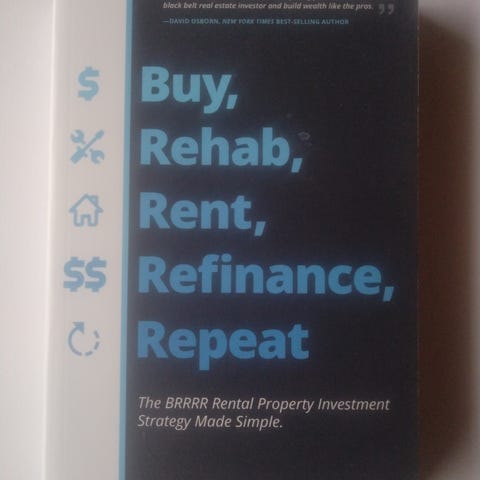 black belt real estate investor and build wealth like the pros. ”
—DAVID OSBORN, NEW YORK TIMES BEST-SELLING AUTHOR
$ Buy,
Rehab,
Rent,
$$ Refinance,
Repeat
The BRRRR Rental Property Investment
Strategy Made Simple.